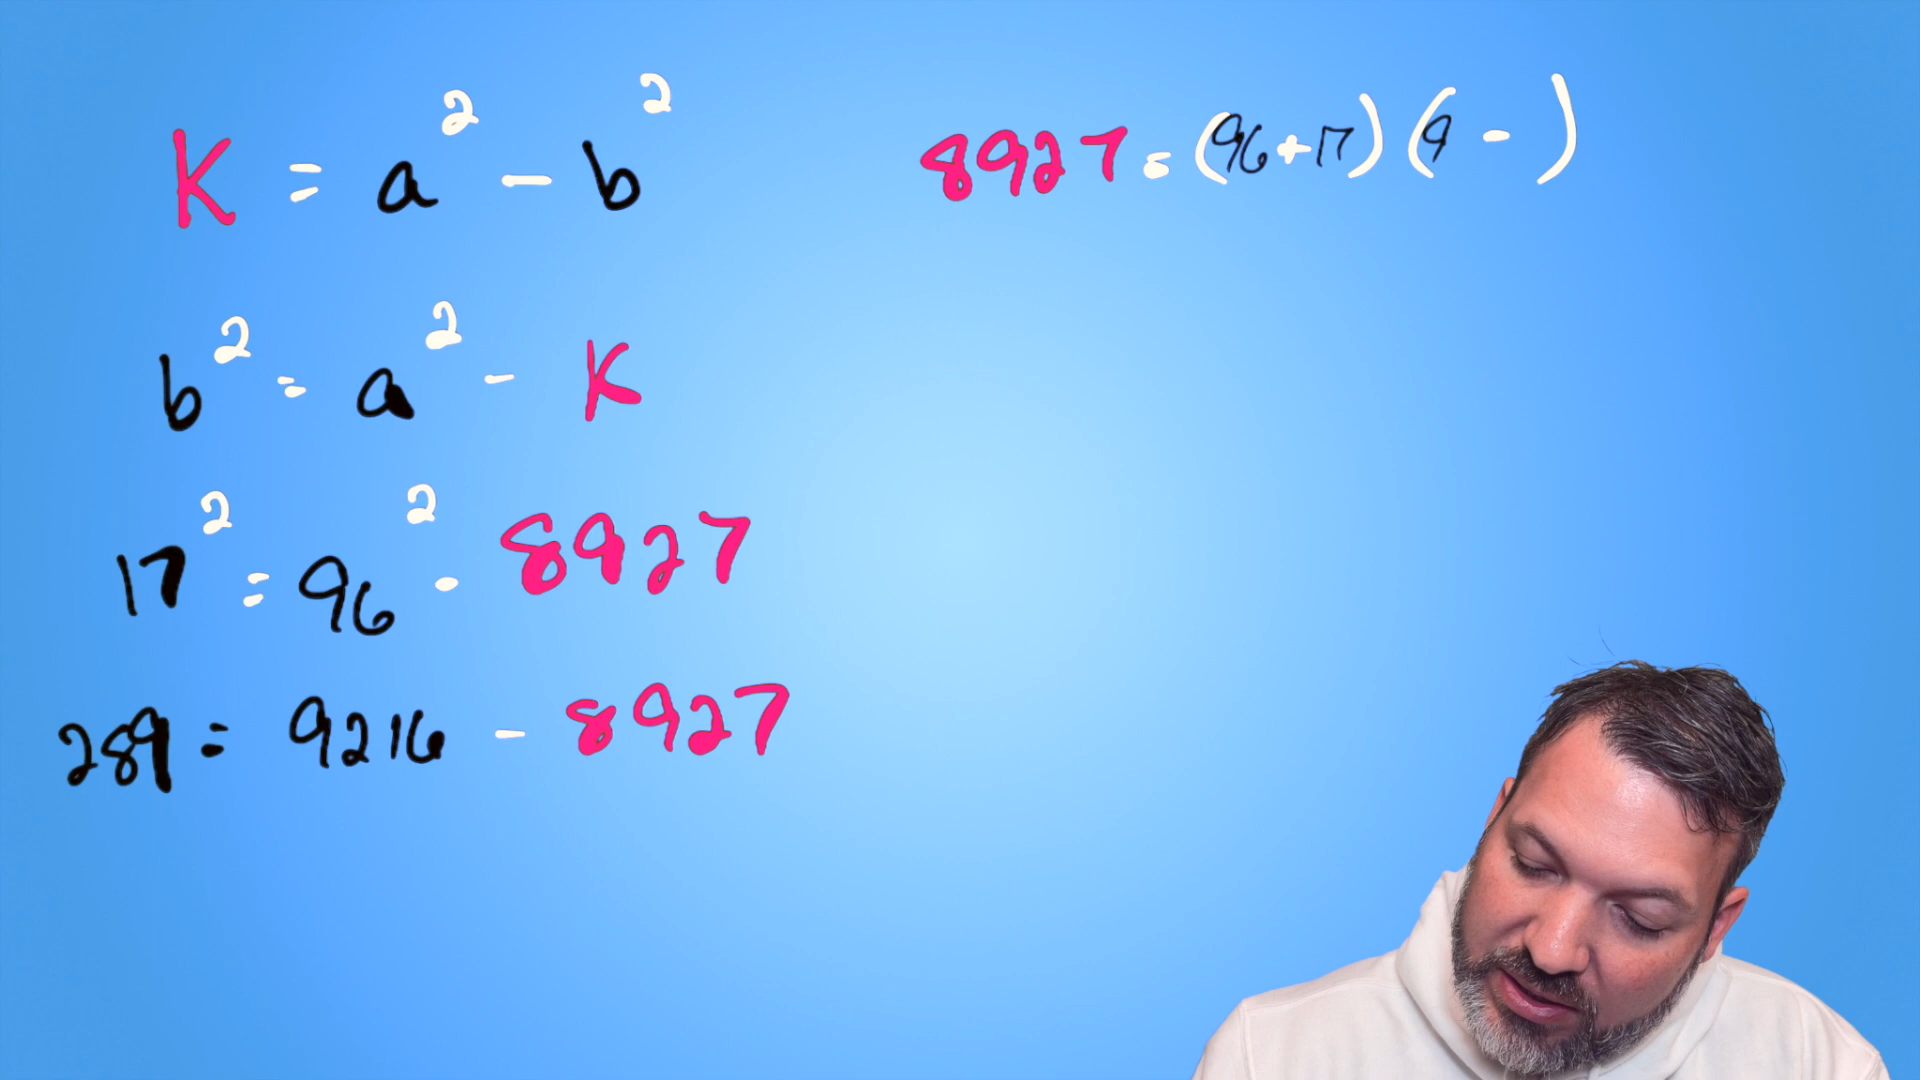 K = a² - b²
b² = a² - K
17² = 96² - 8927
289 = 9216 - 8927
8927 = (96+17)(9 - )